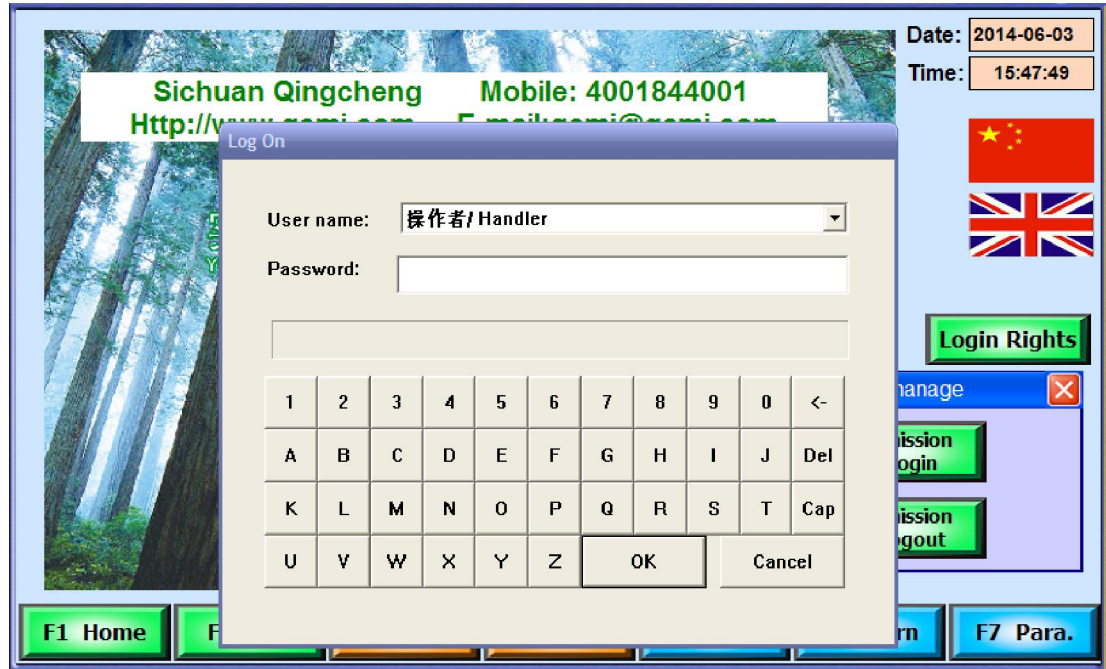 Date: 2014-06-03
Time: 15:47:49
Sichuan Qingcheng Mobile: 4001844001
Log On
User name: 操作者/ Handler
Password:
1 2 3 4 5 6 7 8 9 0 <-
A B C D E F G H I J Del
K L M N O P Q R S T Cap
U V W X Y Z OK Cancel
Login Rights
F1 Home
F7 Para.